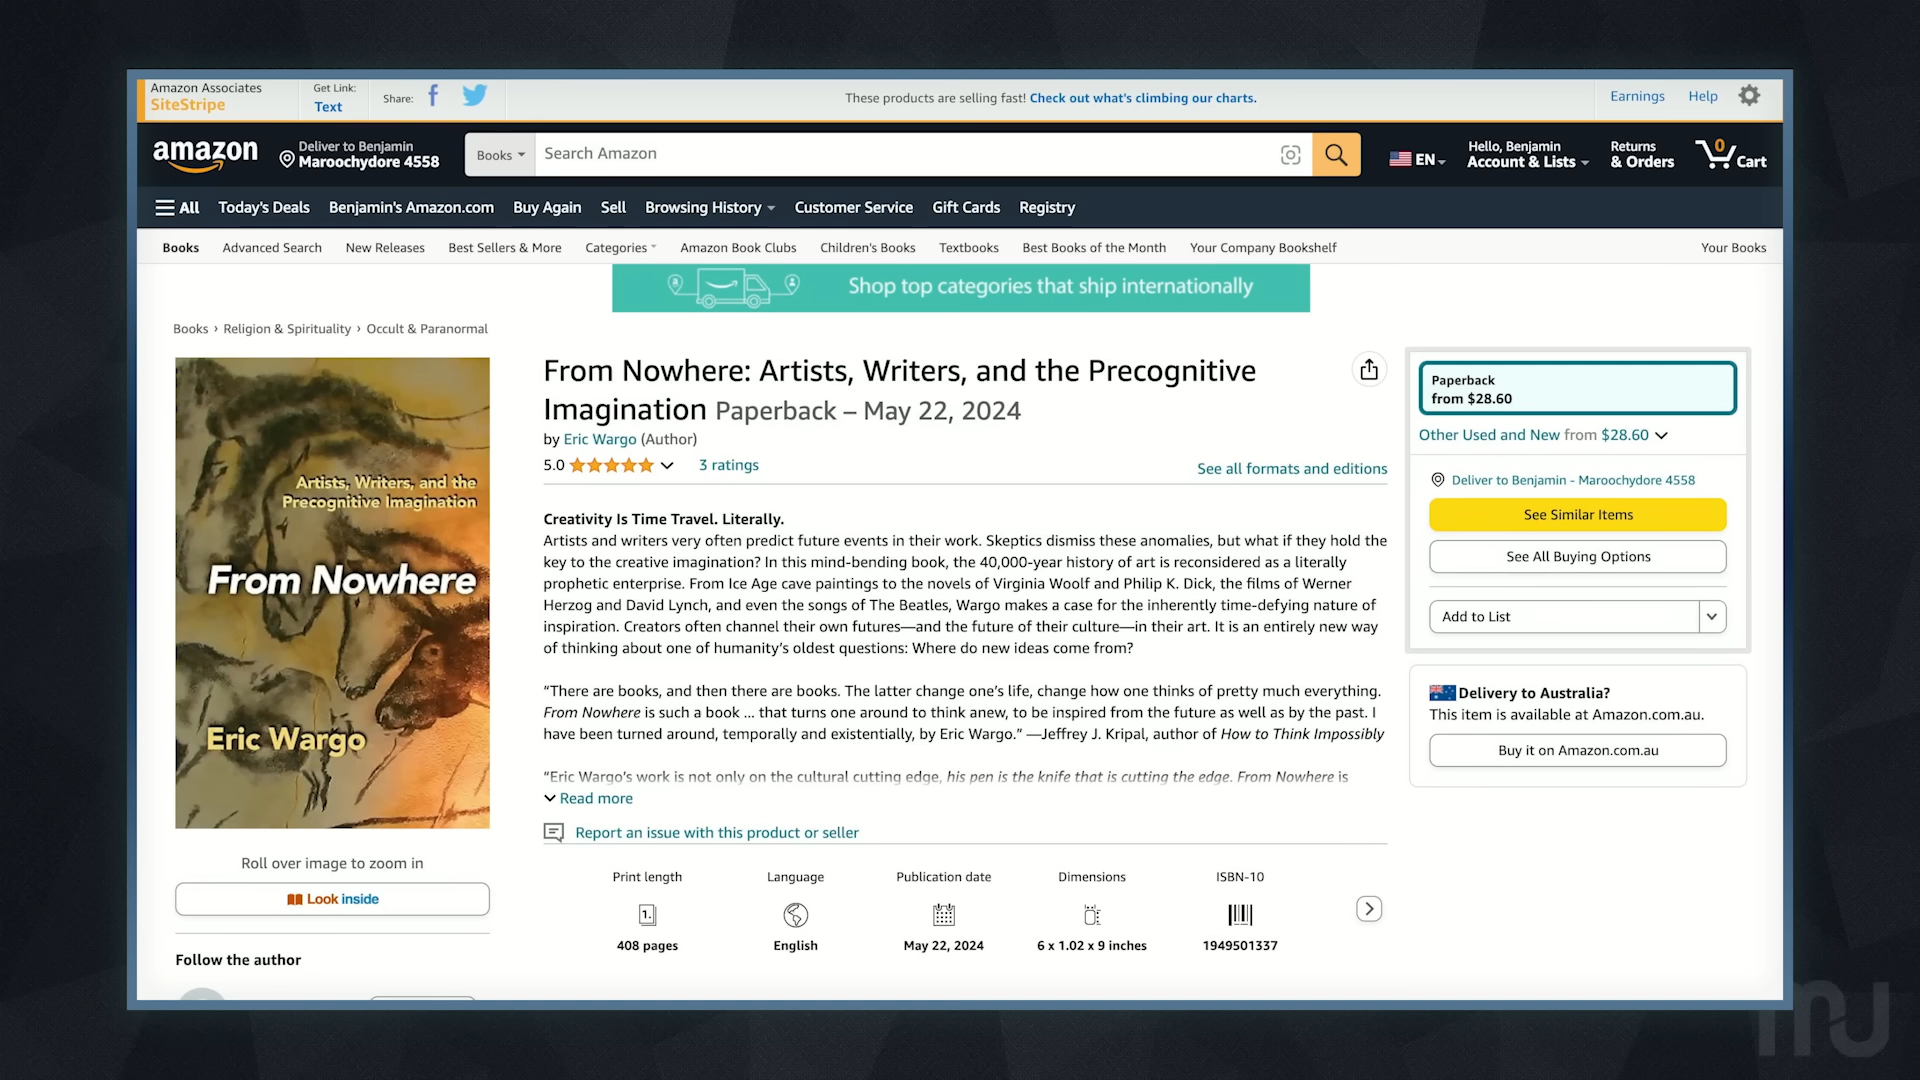 Amazon Associates
SiteStripe
Get Link:
Text
Share:
These products are selling fast! Check out what's climbing our charts.
Earnings
Help
amazon
Deliver to Benjamin
Maroochydore 4558
Books
Search Amazon
EN
Hello, Benjamin
Account & Lists
Returns
& Orders
0
Cart
All
Today's Deals
Benjamin's Amazon.com
Buy Again
Sell
Browsing History
Customer Service
Gift Cards
Registry
Books
Advanced Search
New Releases
Best Sellers & More
Categories
Amazon Book Clubs
Children's Books
Textbooks
Best Books of the Month
Your Company Bookshelf
Your Books
Shop top categories that ship internationally
Books › Religion & Spirituality › Occult & Paranormal
Artists, Writers, and the
Precognitive Imagination
From Nowhere
Eric Wargo
Roll over image to zoom in
Look inside
Follow the author
From Nowhere: Artists, Writers, and the Precognitive
Imagination Paperback – May 22, 2024
by Eric Wargo (Author)
5.0
3 ratings
See all formats and editions
Creativity Is Time Travel. Literally.
Artists and writers very often predict future events in their work. Skeptics dismiss these anomalies, but what if they hold the
key to the creative imagination? In this mind-bending book, the 40,000-year history of art is reconsidered as a literally
prophetic enterprise. From Ice Age cave paintings to the novels of Virginia Woolf and Philip K. Dick, the films of Werner
Herzog and David Lynch, and even the songs of The Beatles, Wargo makes a case for the inherently time-defying nature of
inspiration. Creators often channel their own futures—and the future of their culture—in their art. It is an entirely new way
of thinking about one of humanity’s oldest questions: Where do new ideas come from?
“There are books, and then there are books. The latter change one’s life, change how one thinks of pretty much everything.
From Nowhere is such a book ... that turns one around to think anew, to be inspired from the future as well as by the past. I
have been turned around, temporally and existentially, by Eric Wargo.” —Jeffrey J. Kripal, author of How to Think Impossibly
“Eric Wargo’s work is not only on the cultural cutting edge, his pen is the knife that is cutting the edge. From Nowhere is
Read more
Report an issue with this product or seller
Print length
1.
408 pages
Language
English
Publication date
May 22, 2024
Dimensions
6 x 1.02 x 9 inches
ISBN-10
1949501337
Paperback
from $28.60
Other Used and New from $28.60
Deliver to Benjamin - Maroochydore 4558
See Similar Items
See All Buying Options
Add to List
Delivery to Australia?
This item is available at Amazon.com.au.
Buy it on Amazon.com.au
mu